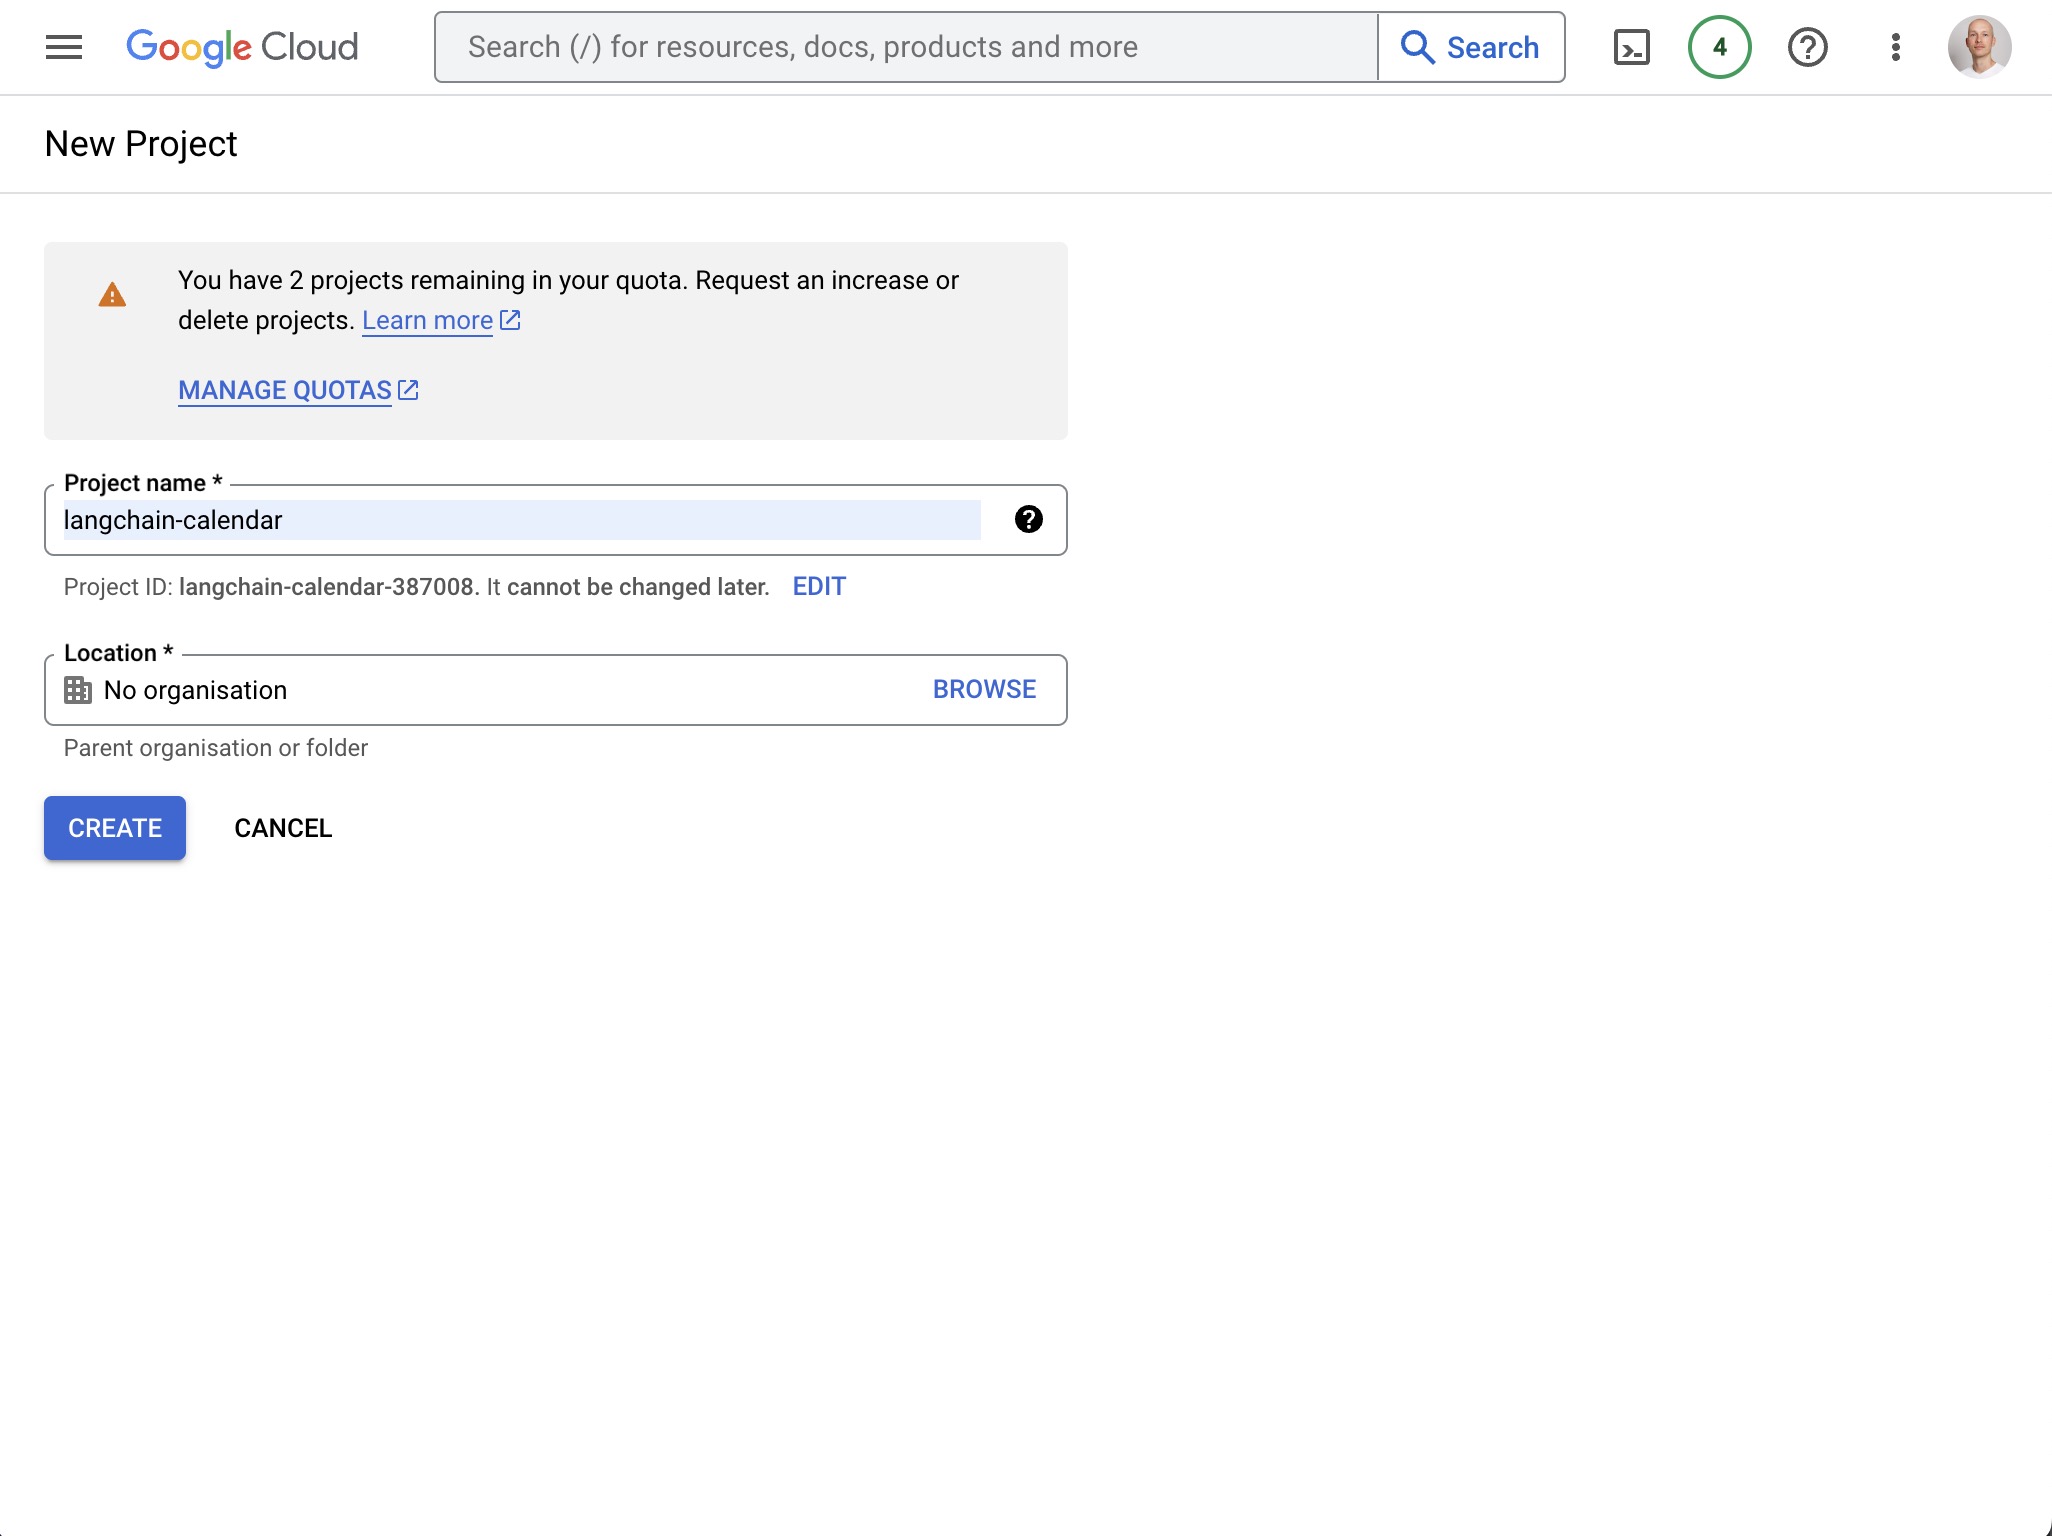 Google Cloud
Search (/) for resources, docs, products and more
Search
4
New Project
You have 2 projects remaining in your quota. Request an increase or
delete projects. Learn more
MANAGE QUOTAS
Project name *
langchain-calendar
Project ID: langchain-calendar-387008. It cannot be changed later. EDIT
Location *
No organisation
BROWSE
Parent organisation or folder
CREATE
CANCEL